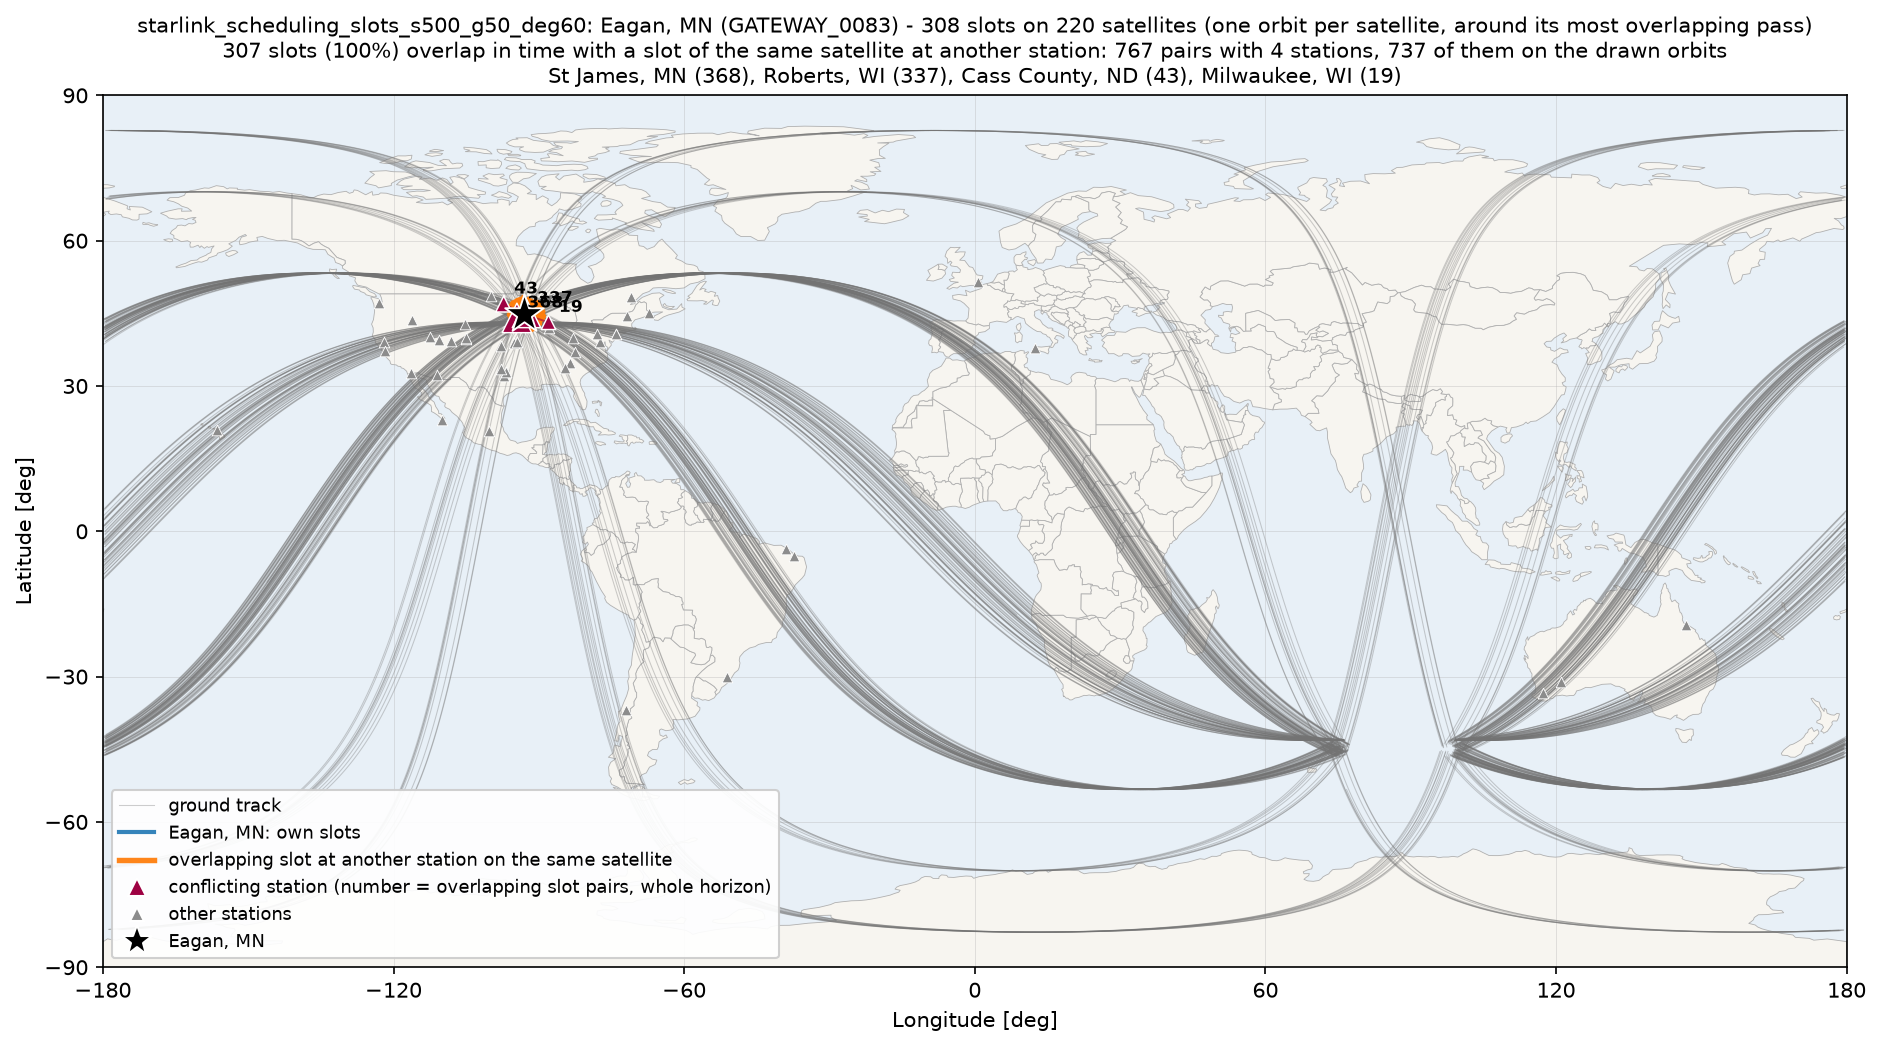 starlink_scheduling_slots_s500_g50_deg60: Eagan, MN (GATEWAY_0083) - 308 slots on 220 satellites (one orbit per satellite, around its most overlapping pass)
307 slots (100%) overlap in time with a slot of the same satellite at another station: 767 pairs with 4 stations, 737 of them on the drawn orbits
St James, MN (368), Roberts, WI (337), Cass County, ND (43), Milwaukee, WI (19)
90
60
30
0
−30
−60
−90
Latitude [deg]
43
337
368
19
ground track
Eagan, MN: own slots
overlapping slot at another station on the same satellite
conflicting station (number = overlapping slot pairs, whole horizon)
other stations
Eagan, MN
−180
−120
−60
0
60
120
180
Longitude [deg]